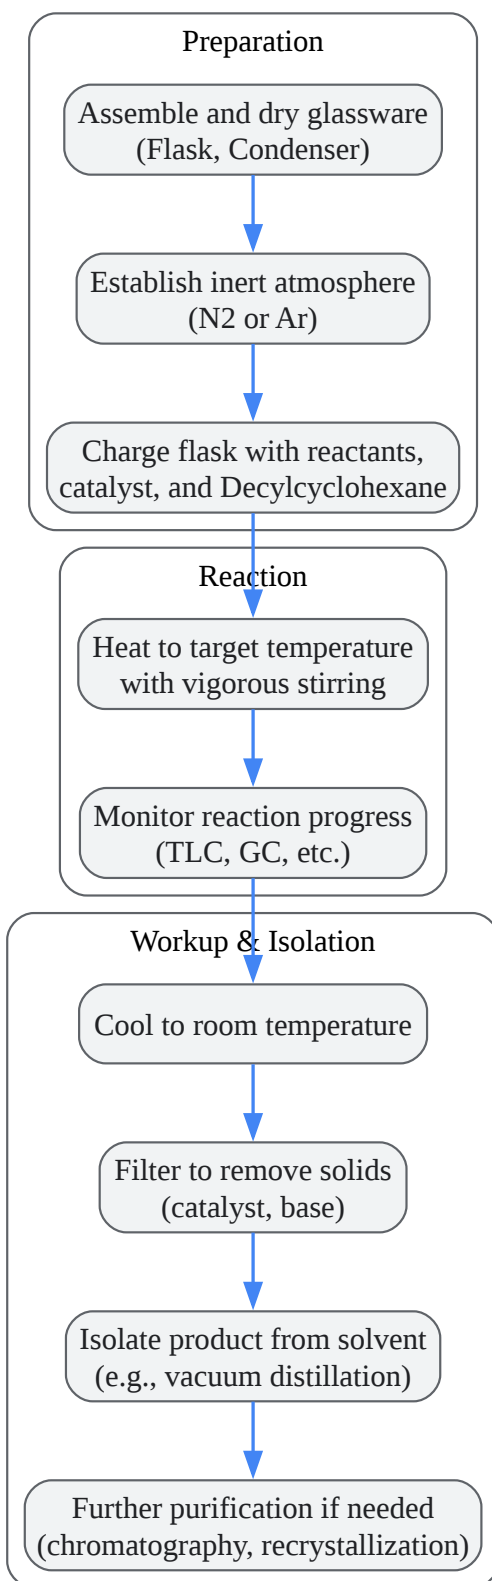 Preparation
Assemble and dry glassware
(Flask, Condenser)
Establish inert atmosphere
(N2 or Ar)
Charge flask with reactants,
catalyst, and Decylcyclohexane
Reaction
Heat to target temperature
with vigorous stirring
Monitor reaction progress
(TLC, GC, etc.)
Workup & Isolation
Cool to room temperature
Filter to remove solids
(catalyst, base)
Isolate product from solvent
(e.g., vacuum distillation)
Further purification if needed
(chromatography, recrystallization)